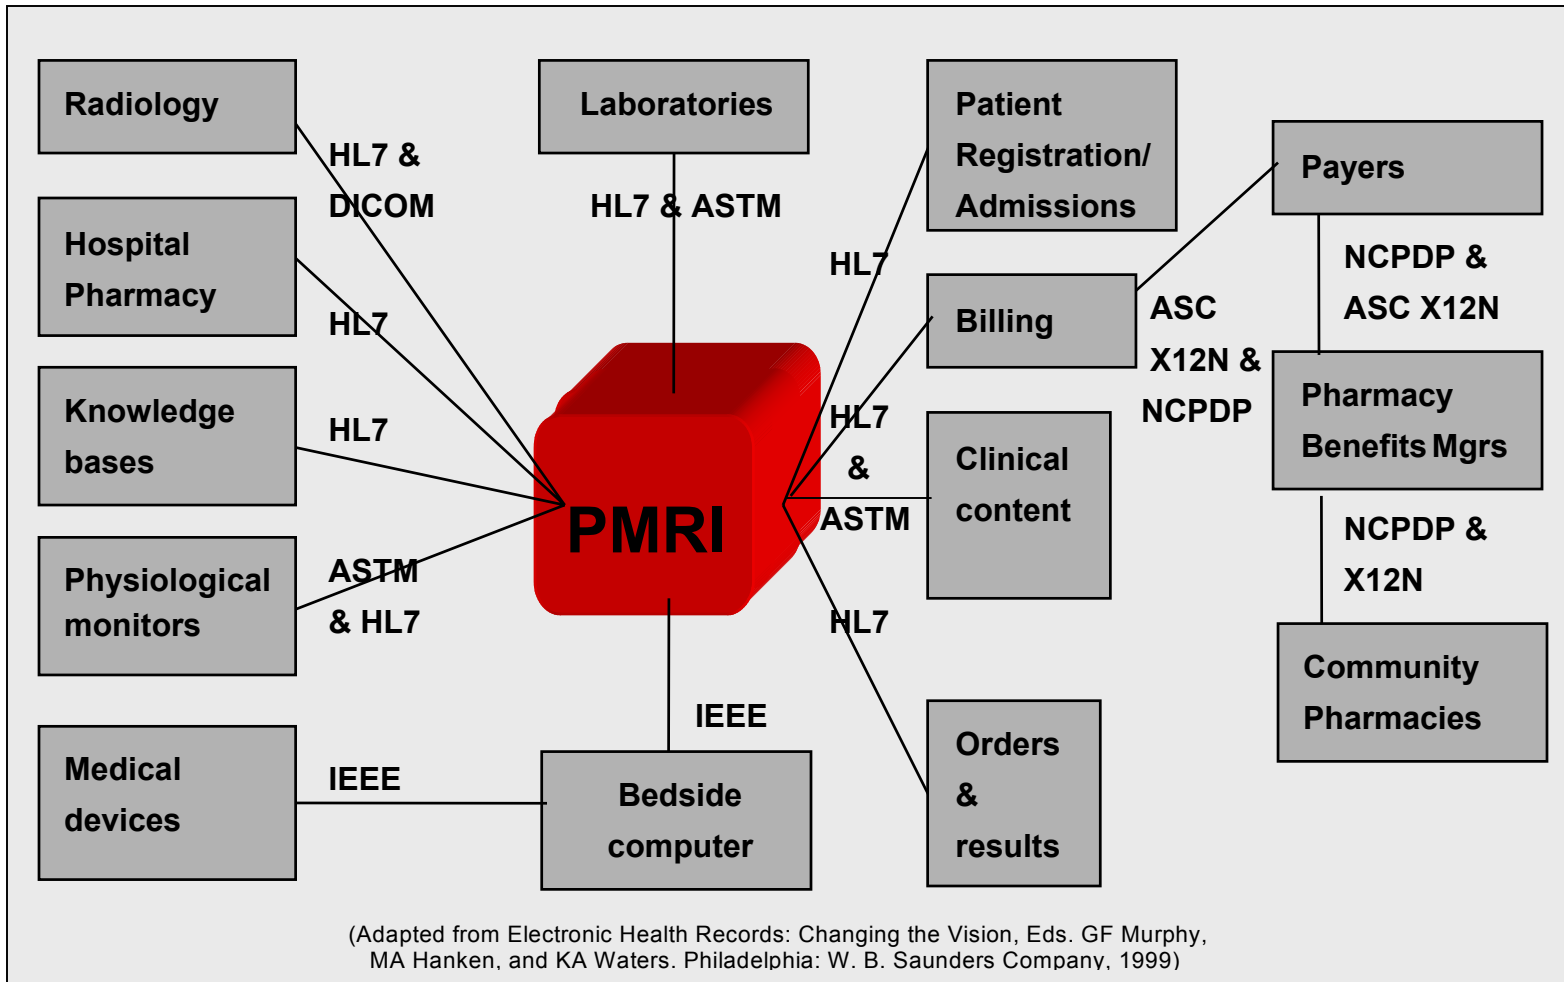 Radiology
HL7 &
DICOM
Hospital
Pharmacy
HL7
Knowledge
bases
HL7
Physiological
monitors
ASTM
& HL7
Medical
devices
IEEE
Laboratories
HL7 & ASTM
PMRI
IEEE
Bedside
computer
Patient
Registration/
Admissions
HL7
Billing
HL7
&
ASTM
Clinical
content
HL7
Orders
&
results
ASC
X12N &
NCPDP
Payers
NCPDP &
ASC X12N
Pharmacy
Benefits Mgrs
NCPDP &
X12N
Community
Pharmacies
(Adapted from Electronic Health Records: Changing the Vision, Eds. GF Murphy,
MA Hanken, and KA Waters. Philadelphia: W. B. Saunders Company, 1999)